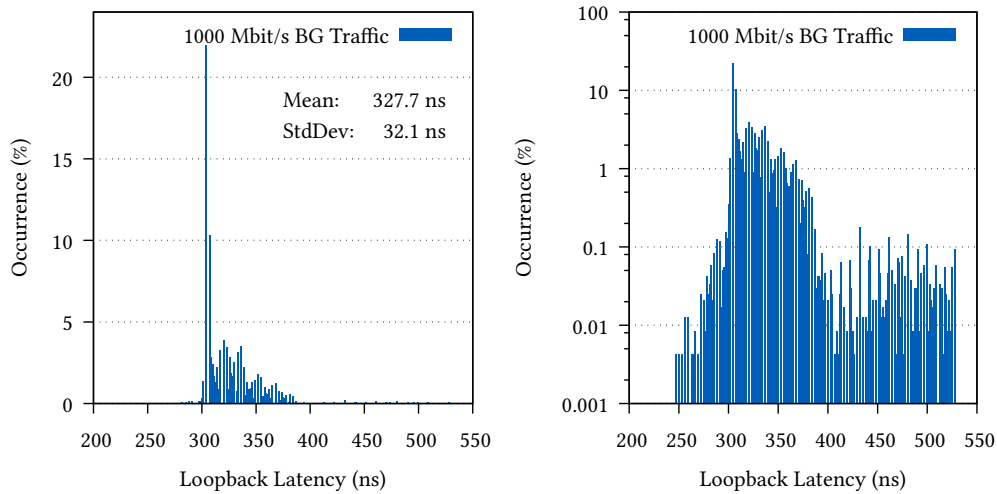 1000 Mbit/s BG Traffic
Mean: 327.7 ns
StdDev: 32.1 ns
20
15
10
5
0
200 250 300 350 400 450 500 550
Occurrence (%)
Loopback Latency (ns)
1000 Mbit/s BG Traffic
100
10
1
0.1
0.01
0.001
200 250 300 350 400 450 500 550
Occurrence (%)
Loopback Latency (ns)